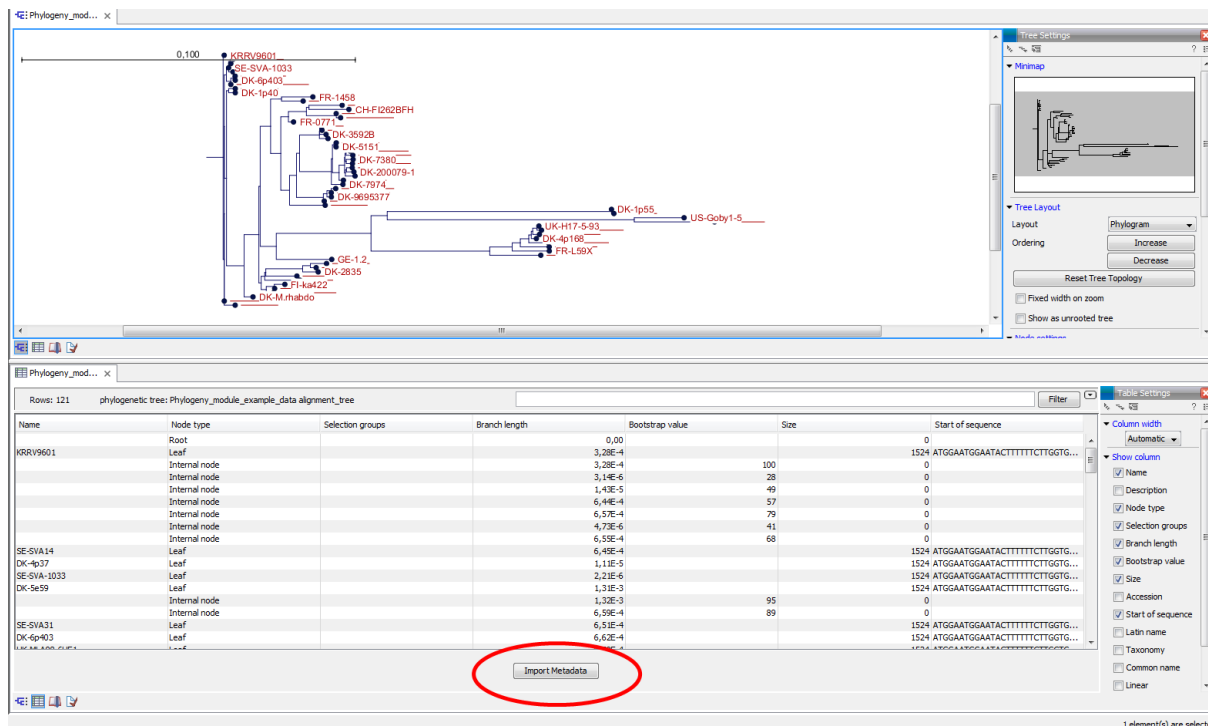 Phylogeny_mod... ×
0,100
KRRV9601_
SE-SVA-1033
DK-6p403
DK-1p40
FR-1458
CH-FI262BFH
FR-0771_
DK-3592B
DK-5151
DK-7380
DK-200079-1
DK-7974_
DK-9695377
DK-1p55_
US-Goby1-5
UK-H17-5-93
DK-4p168
FR-L59X
GE-1.2_
DK-2835
FI-ka422
DK-M.rhabdo
Tree Settings
?
Minimap
Tree Layout
Layout Phylogram
Ordering Increase
Decrease
Reset Tree Topology
Fixed width on zoom
Show as unrooted tree
Node settings
Phylogeny_mod... ×
Rows: 121 phylogenetic tree: Phylogeny_module_example_data alignment_tree Filter
Name Node type Selection groups Branch length Bootstrap value Size Start of sequence
Root 0,00 0
KRRV9601 Leaf 3,28E-4 1524 ATGGAATGGAATACTTTTTTCTTGGTG...
Internal node 3,28E-4 100 0
Internal node 3,14E-6 28 0
Internal node 1,43E-5 49 0
Internal node 6,44E-4 57 0
Internal node 6,57E-4 79 0
Internal node 4,73E-6 41 0
Internal node 6,55E-4 68 0
SE-SVA14 Leaf 6,45E-4 1524 ATGGAATGGAATACTTTTTTCTTGGTG...
DK-4p37 Leaf 1,11E-5 1524 ATGGAATGGAATACTTTTTTCTTGGTG...
SE-SVA-1033 Leaf 2,21E-6 1524 ATGGAATGGAATACTTTTTTCTTGGTG...
DK-5e59 Leaf 1,31E-3 1524 ATGGAATGGAATACTTTTTTCTTGGTG...
Internal node 1,32E-3 95 0
Internal node 6,59E-4 89 0
SE-SVA31 Leaf 6,51E-4 1524 ATGGAATGGAATACTTTTTTCTTGGTG...
DK-6p403 Leaf 6,62E-4 1524 ATGGAATGGAATACTTTTTTCTTGGTG...
Import Metadata
Table Settings
?
Column width
Automatic
Show column
Name
Description
Node type
Selection groups
Branch length
Bootstrap value
Size
Accession
Start of sequence
Latin name
Taxonomy
Common name
Linear
1 element(s) are select